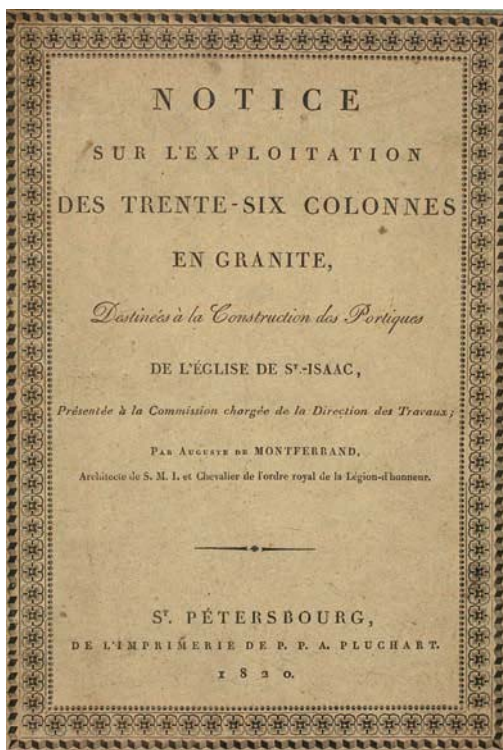 NOTICE
SUR L'EXPLOITATION
DES TRENTE-SIX COLONNES
EN GRANITE,
Destinées à la Construction des Portiques
DE L'ÉGLISE DE Sᵀ.-ISAAC,
Présentée à la Commission chargée de la Direction des Travaux;
PAR AUGUSTE DE MONTFERRAND,
Architecte de S. M. I. et Chevalier de l'ordre royal de la Légion-d'honneur.
Sᵀ. PÉTERSBOURG,
DE L'IMPRIMERIE DE P. P. A. PLUCHART.
1820.